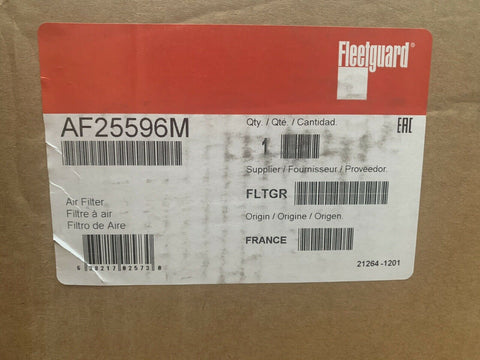 Fleetguard®
AF25596M
Qty. / Qté. / Cantidad.
EAC
1
Supplier / Fournisseur / Proveedor.
FLTGR
Air Filter
Filtre à air
Filtro de Aire
Origin / Origine / Origen.
FRANCE
21264-1201